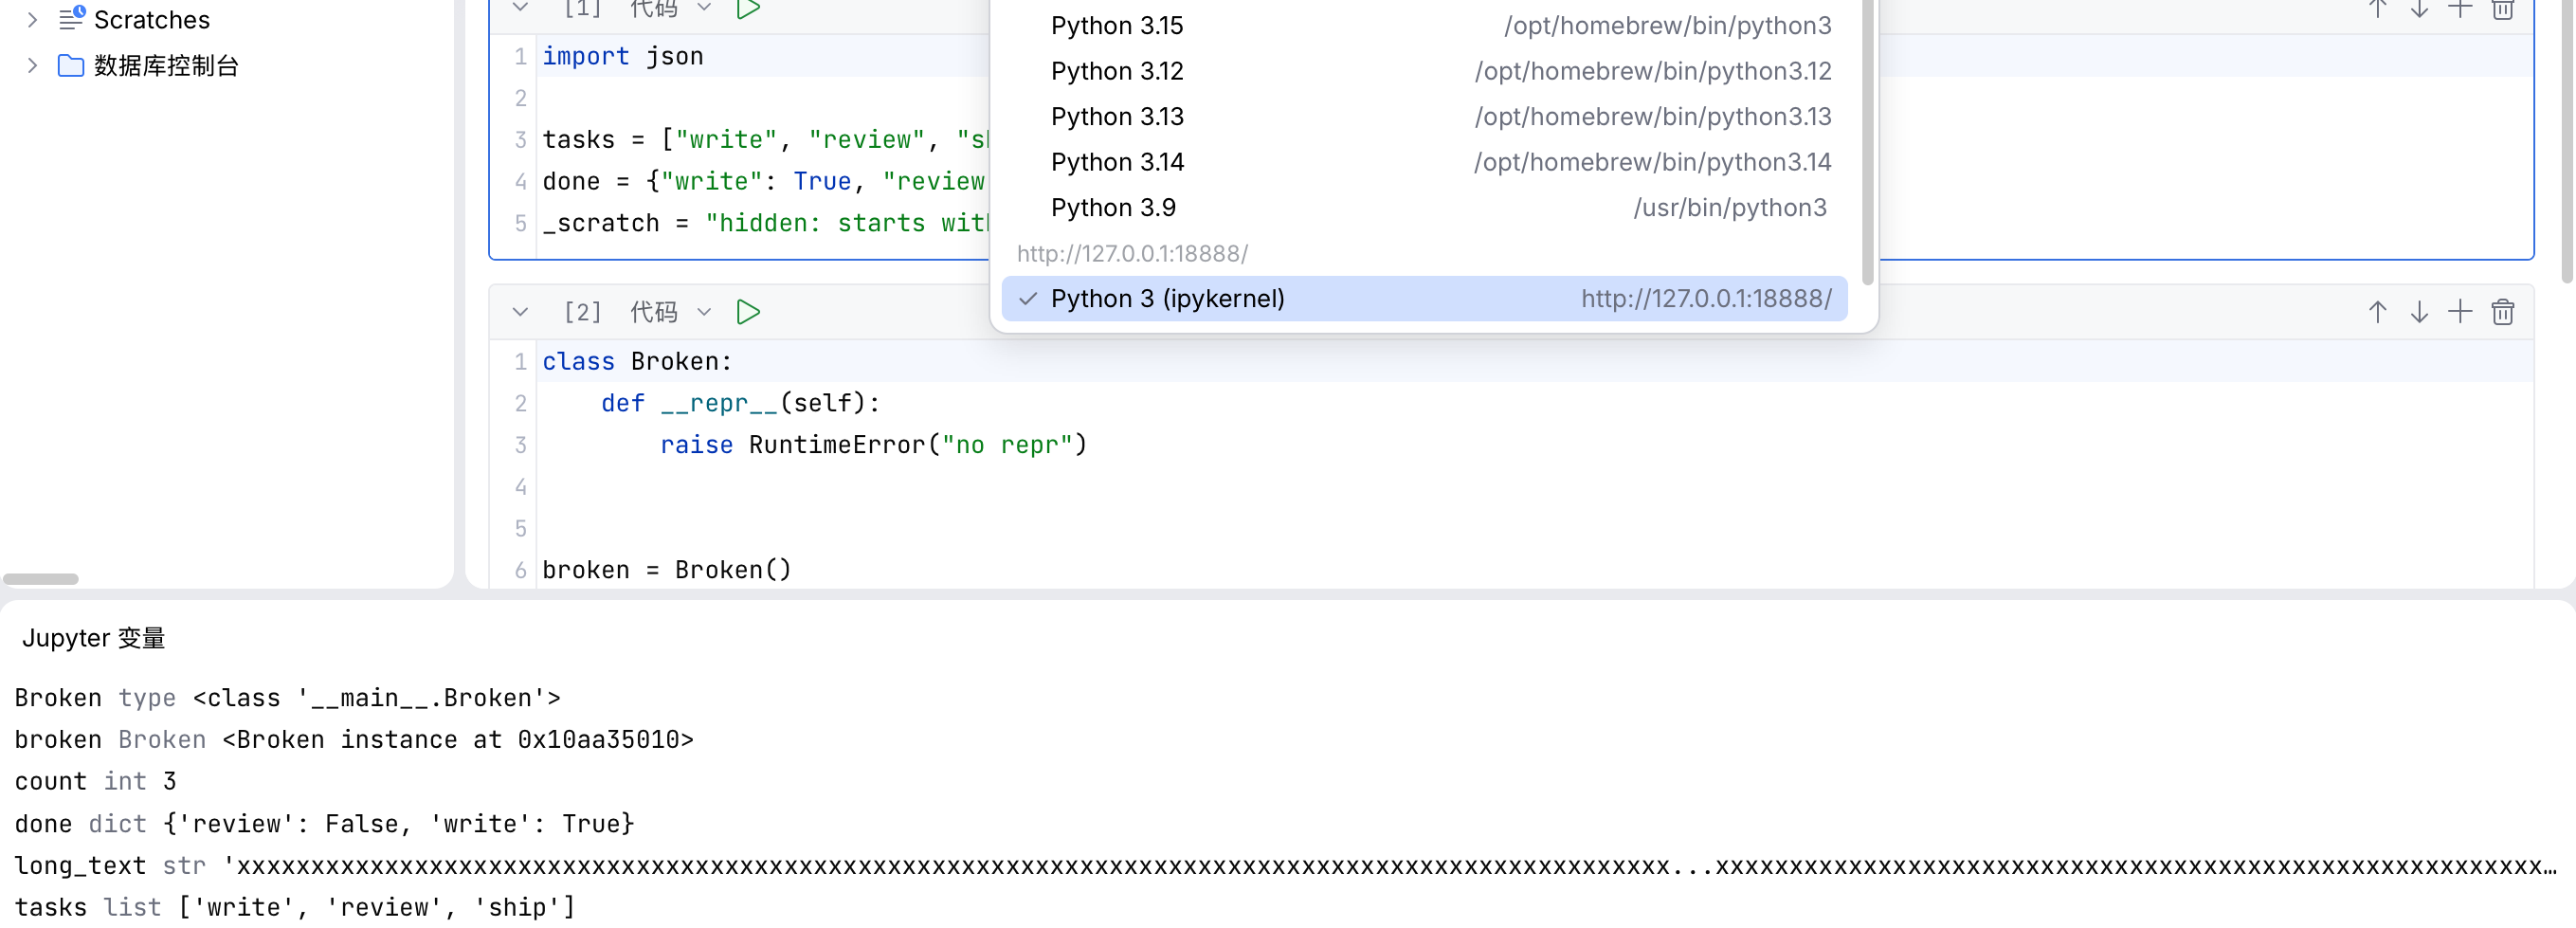 Scratches
数据库控制台
[1] 代码
1 import json
2
3 tasks = ["write", "review", "s
4 done = {"write": True, "review
5 _scratch = "hidden: starts wit
Python 3.15 /opt/homebrew/bin/python3
Python 3.12 /opt/homebrew/bin/python3.12
Python 3.13 /opt/homebrew/bin/python3.13
Python 3.14 /opt/homebrew/bin/python3.14
Python 3.9 /usr/bin/python3
http://127.0.0.1:18888/
Python 3 (ipykernel) http://127.0.0.1:18888/
[2] 代码
1 class Broken:
2     def __repr__(self):
3         raise RuntimeError("no repr")
4
5
6 broken = Broken()
Jupyter 变量
Broken type <class '__main__.Broken'>
broken Broken <Broken instance at 0x10aa35010>
count int 3
done dict {'review': False, 'write': True}
long_text str 'xxxxxxxxxxxxxxxxxxxxxxxxxxxxxxxxxxxxxxxxxxxxxxxxxxxxxxxxxxxxxxxxxxxxxxxxxxxxxxxxxxxxxxxxxxxxxxxxxx...xxxxxxxxxxxxxxxxxxxxxxxxxxxxxxxxxxxxxxxxxxxxxxxxxxxxxxxx…
tasks list ['write', 'review', 'ship']